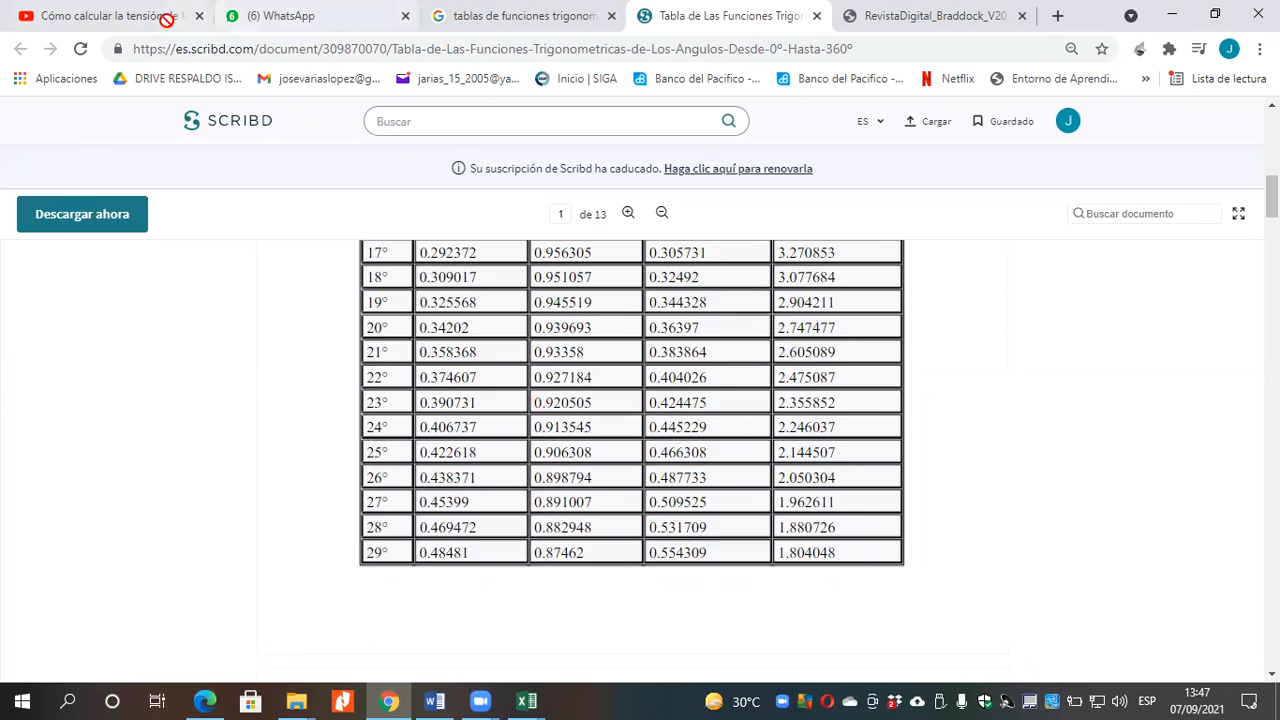 Cómo calcular la tensión de l
(6) WhatsApp
tablas de funciones trigonom
Tabla de Las Funciones Trigon
RevistaDigital_Braddock_V20
https://es.scribd.com/document/309870070/Tabla-de-Las-Funciones-Trigonometricas-de-Los-Angulos-Desde-0º-Hasta-360º
J
Aplicaciones
DRIVE RESPALDO IS...
josevariaslopez@g...
jarias_15_2005@ya...
Inicio | SIGA
Banco del Pacifico -...
Banco del Pacifico -...
Netflix
Entorno de Aprendi...
»
Lista de lectura
SCRIBD
Buscar
ES
Cargar
Guardado
J
Su suscripción de Scribd ha caducado. Haga clic aquí para renovarla
Descargar ahora
1 de 13
Buscar documento
17° 0.292372 0.956305 0.305731 3.270853
18° 0.309017 0.951057 0.32492 3.077684
19° 0.325568 0.945519 0.344328 2.904211
20° 0.34202 0.939693 0.36397 2.747477
21° 0.358368 0.93358 0.383864 2.605089
22° 0.374607 0.927184 0.404026 2.475087
23° 0.390731 0.920505 0.424475 2.355852
24° 0.406737 0.913545 0.445229 2.246037
25° 0.422618 0.906308 0.466308 2.144507
26° 0.438371 0.898794 0.487733 2.050304
27° 0.45399 0.891007 0.509525 1.962611
28° 0.469472 0.882948 0.531709 1.880726
29° 0.48481 0.87462 0.554309 1.804048
30°C
ESP
13:47
07/09/2021